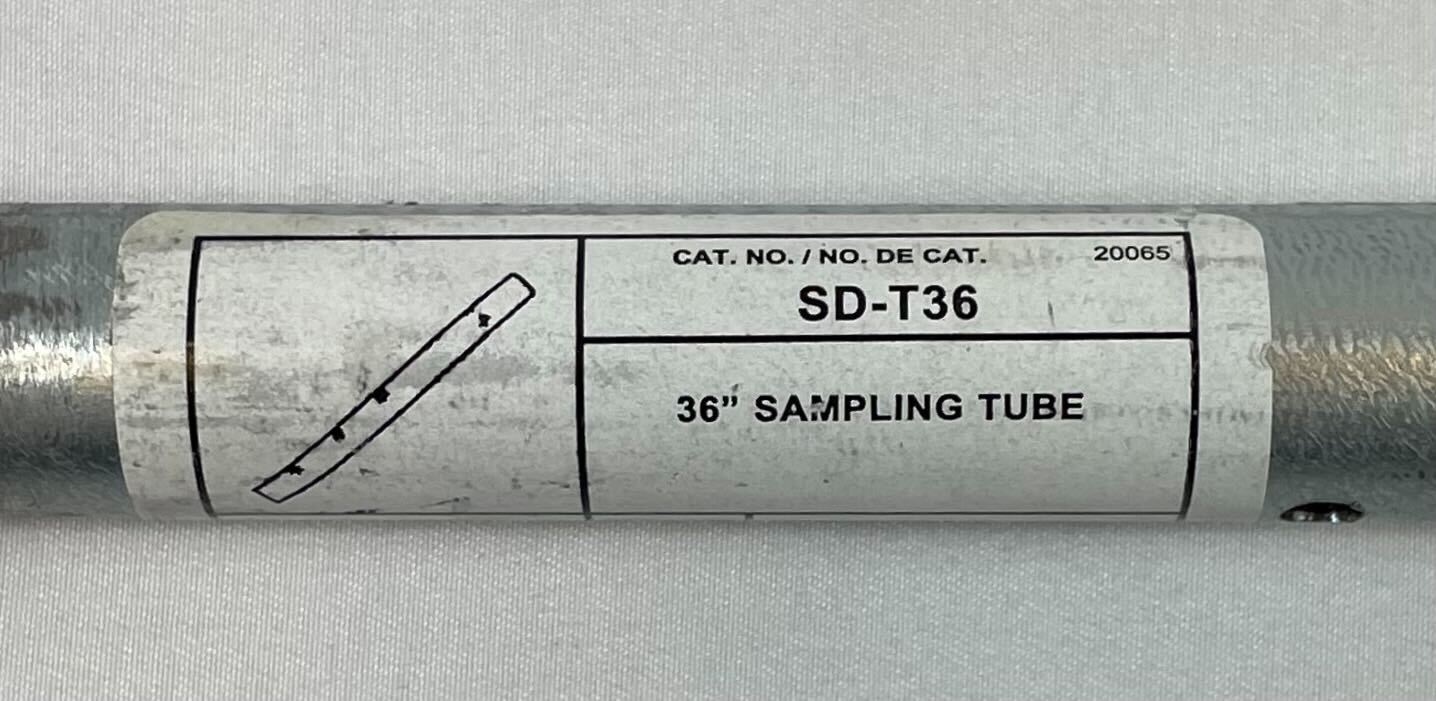 CAT. NO. / NO. DE CAT. 20065
SD-T36
36” SAMPLING TUBE